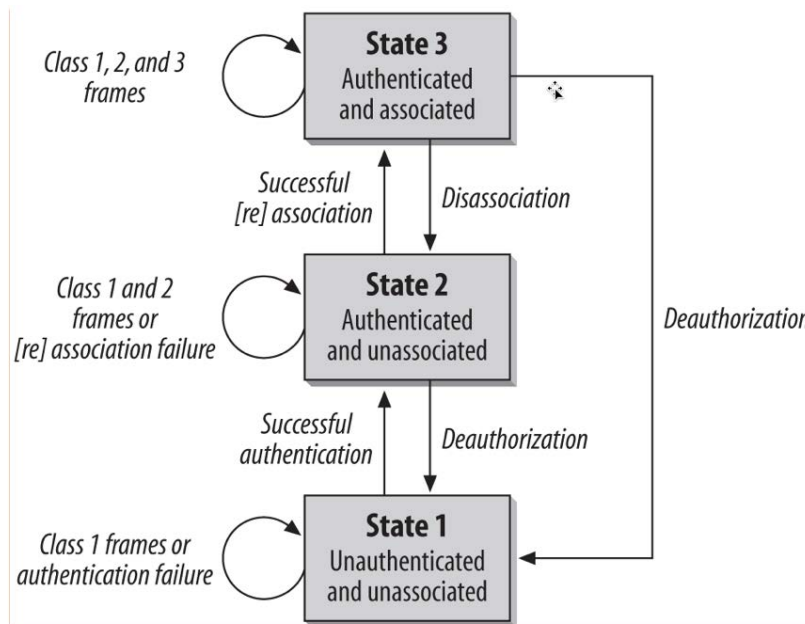 State 3
Authenticated
and associated
Class 1, 2, and 3
frames
Successful
[re] association
Disassociation
State 2
Authenticated
and unassociated
Class 1 and 2
frames or
[re] association failure
Deauthorization
Successful
authentication
Deauthorization
State 1
Unauthenticated
and unassociated
Class 1 frames or
authentication failure